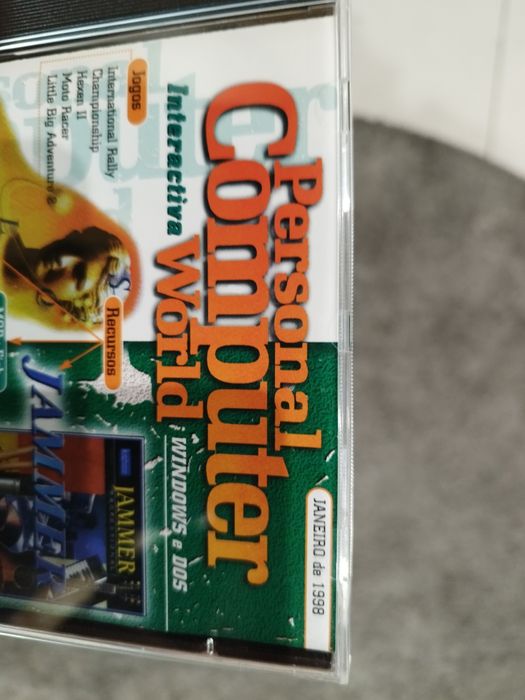 JANEIRO de 1998
Personal
Computer
World
Interactiva
WINDOWS e DOS
Jogos
International Rally
Championship
Hexen II
Moto Racer
Little Big Adventure 2
Recursos
JAMMER
JAMMER